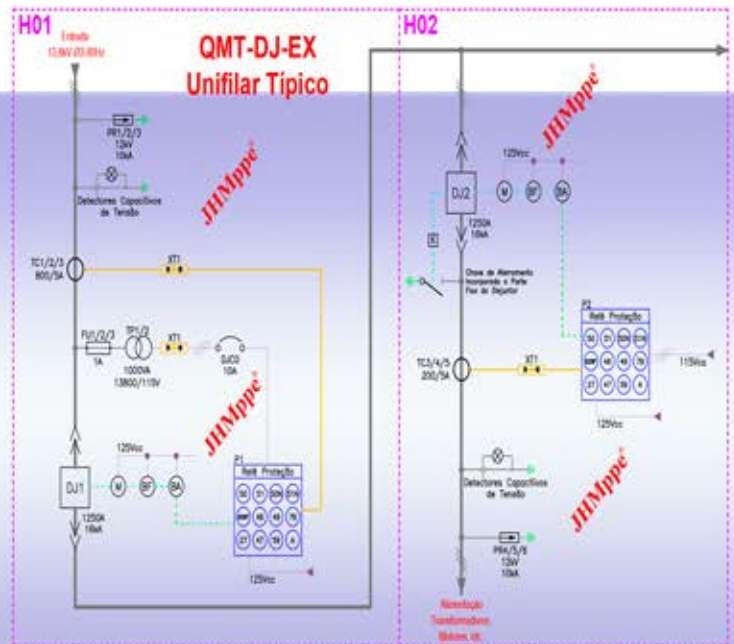 H01
Entrada
QMT-DJ-EX
Unifilar Típico
JHMppe®
PR1/2/3
12kV
10kA
Detectores Capacitivos
de Tensão
TC1/2/3
800/5A
XT1
FU1/2/3
1A
TP1/2
1000VA
13800/115V
XT1
DJC0
10A
JHMppe®
125Vcc
DJ1
M
BF
BA
1250A
16kA
P1
Relé Proteção
50
51
50N
51N
27
47
59
125Vcc
H02
JHMppe®
125Vcc
DJ2
M
BF
BA
1250A
16kA
Chave de Aterramento
Incorporada a Parte
Fixa do Disjuntor
P2
Relé Proteção
50
51
50N
51N
27
47
59
115Vcc
125Vcc
TC3/4/5
200/5A
XT1
Detectores Capacitivos
de Tensão
JHMppe®
PR4/5/6
12kV
10kA
Alimentação
Transformadores,
Motores, etc.